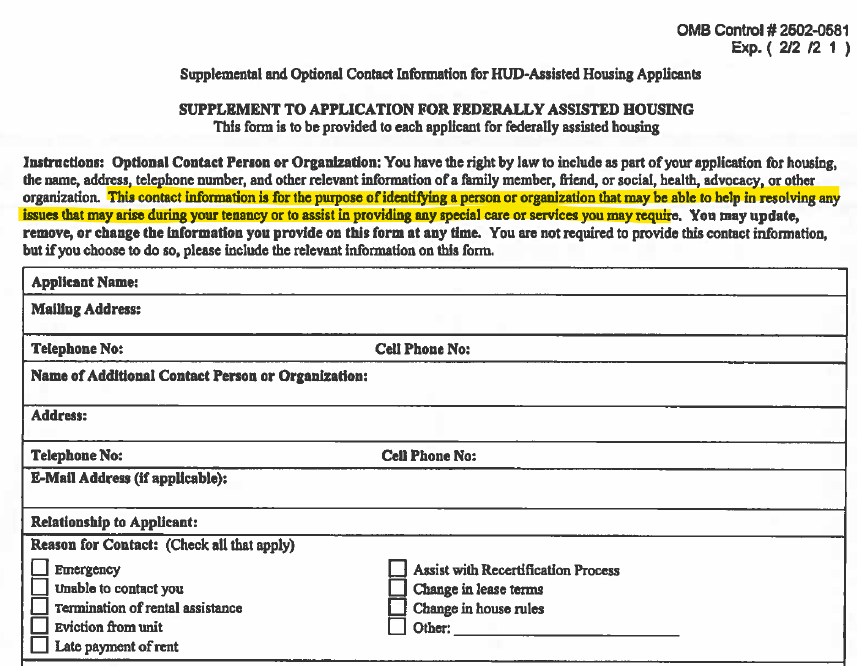 OMB Control # 2502-0581
Exp. ( 2/2 /2 1 )
Supplemental and Optional Contact Information for HUD-Assisted Housing Applicants
SUPPLEMENT TO APPLICATION FOR FEDERALLY ASSISTED HOUSING
This form is to be provided to each applicant for federally assisted housing
Instructions: Optional Contact Person or Organization: You have the right by law to include as part of your application for housing,
the name, address, telephone number, and other relevant information of a family member, friend, or social, health, advocacy, or other
organization. This contact information is for the purpose of identifying a person or organization that may be able to help in resolving any
issues that may arise during your tenancy or to assist in providing any special care or services you may require. You may update,
remove, or change the information you provide on this form at any time. You are not required to provide this contact information,
but if you choose to do so, please include the relevant information on this form.
Applicant Name:
Mailing Address:
Telephone No: Cell Phone No:
Name of Additional Contact Person or Organization:
Address:
Telephone No: Cell Phone No:
E-Mail Address (if applicable):
Relationship to Applicant:
Reason for Contact: (Check all that apply)
Emergency Assist with Recertification Process
Unable to contact you Change in lease terms
Termination of rental assistance Change in house rules
Eviction from unit Other:
Late payment of rent